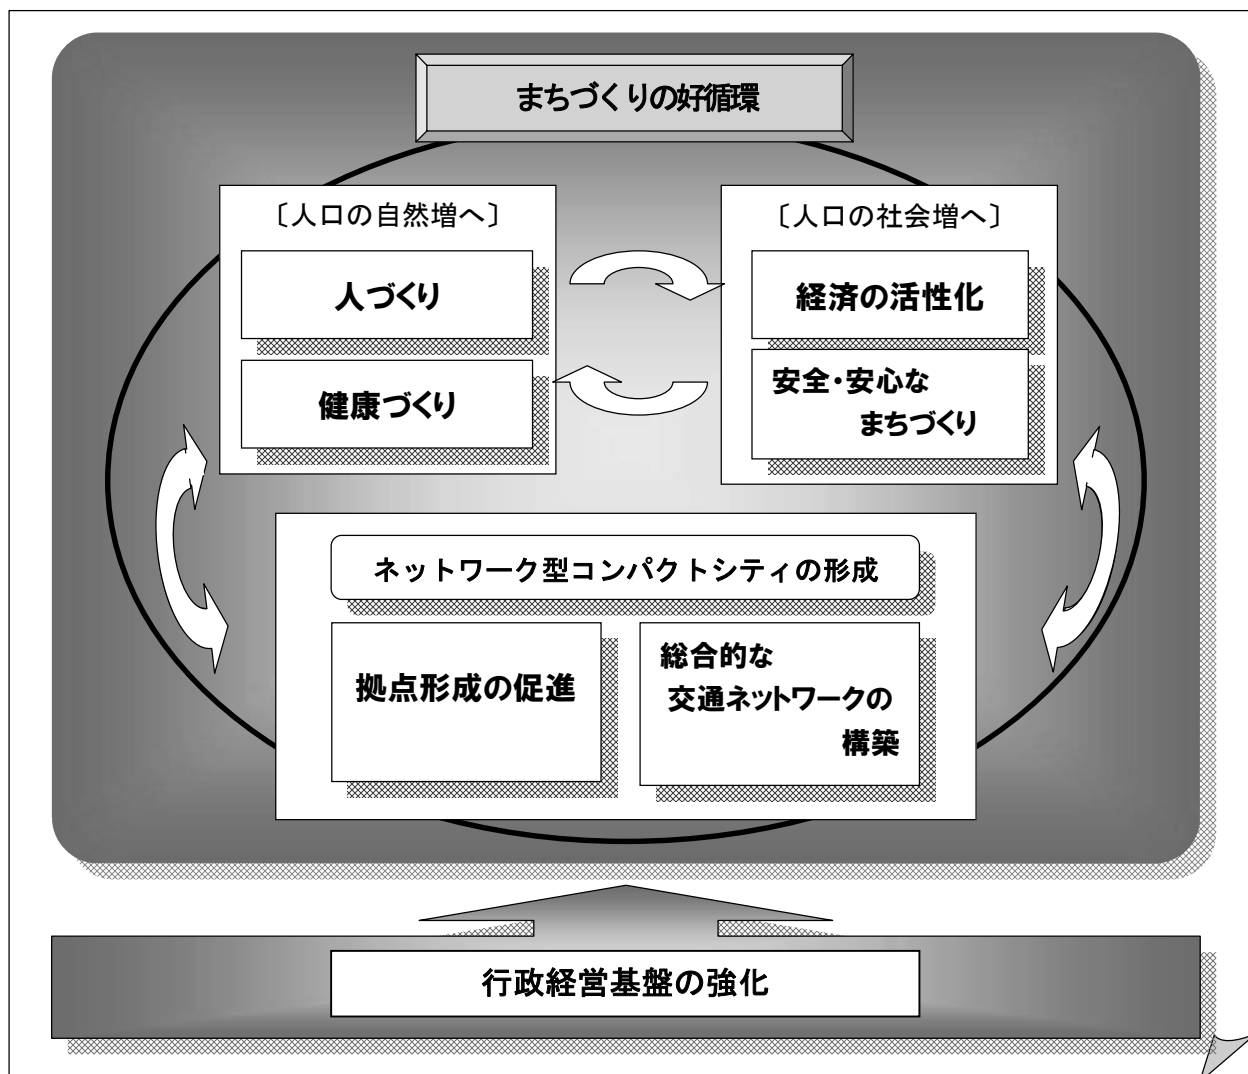 まちづくりの好循環
〔人口の自然増へ〕
人づくり
健康づくり
〔人口の社会増へ〕
経済の活性化
安全・安心な
まちづくり
ネットワーク型コンパクトシティの形成
拠点形成の促進
総合的な
交通ネットワークの
構築
行政経営基盤の強化